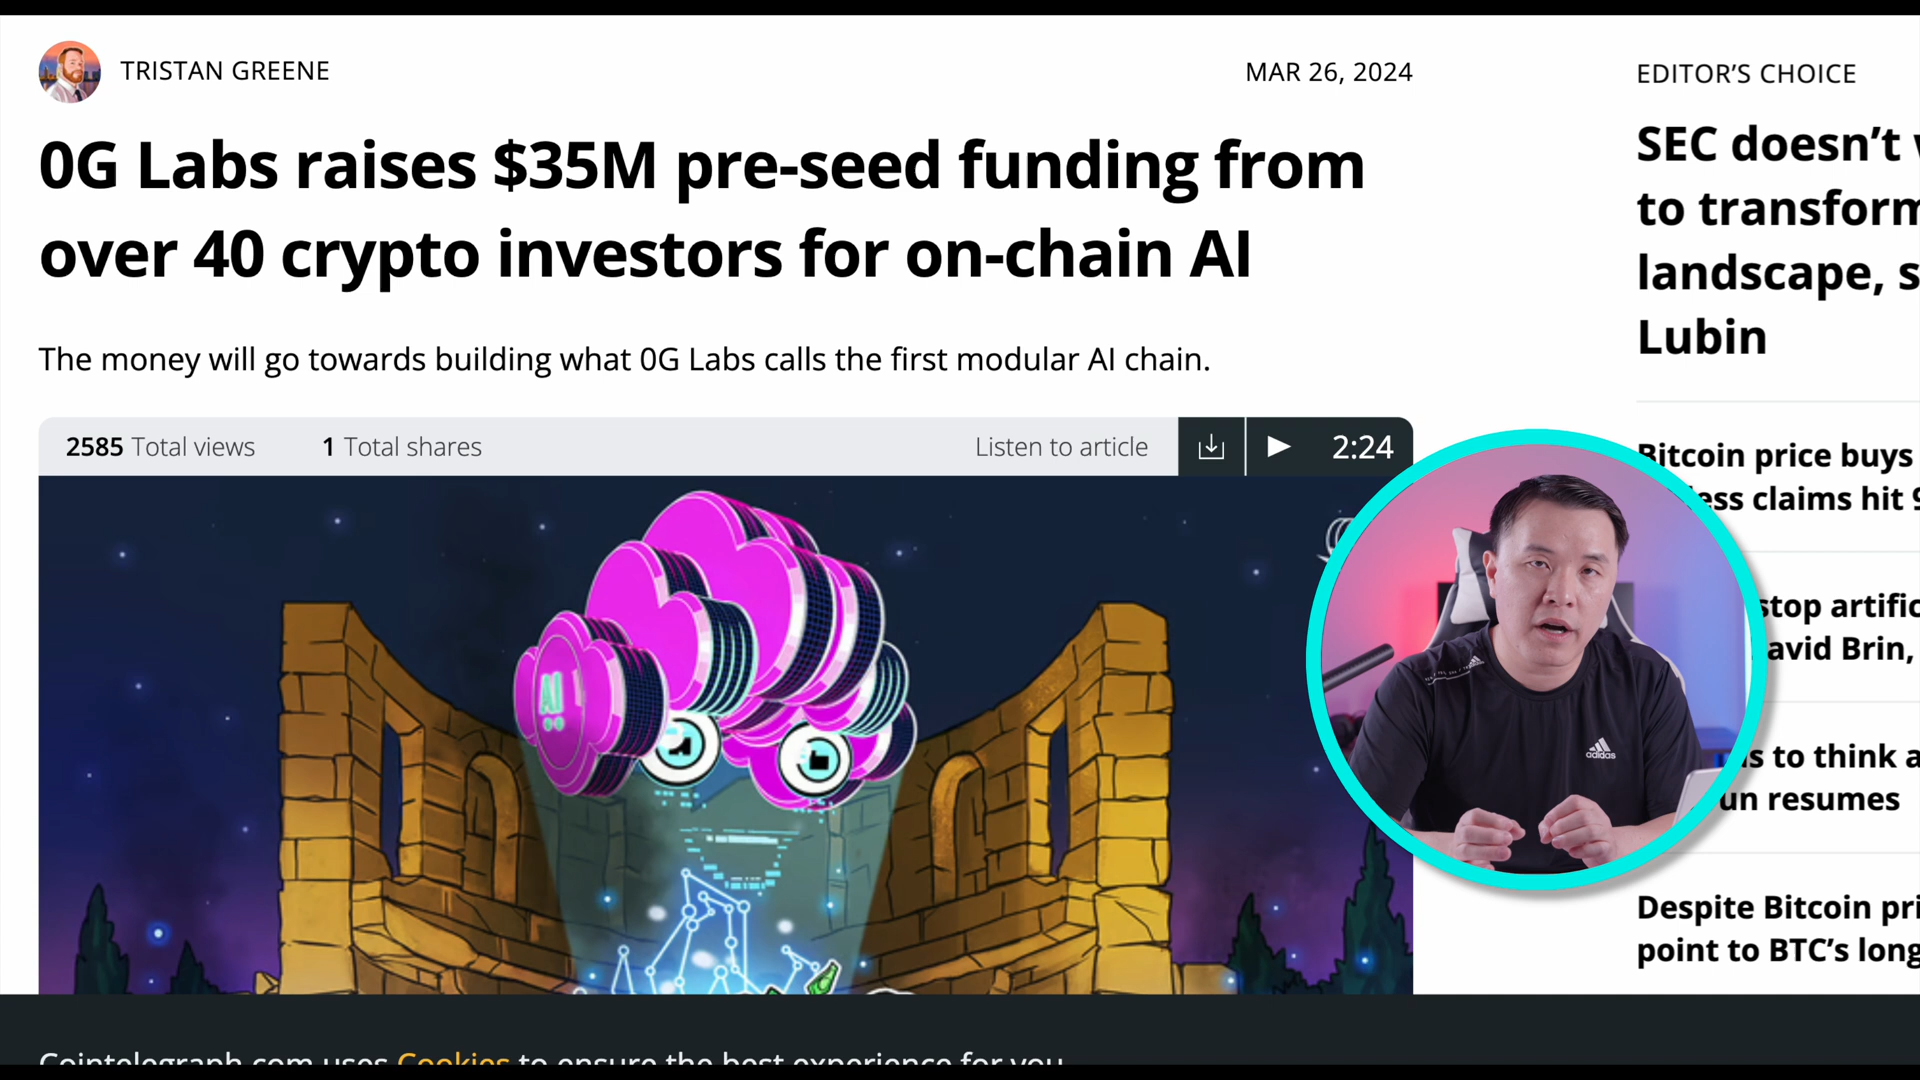 TRISTAN GREENE
MAR 26, 2024
0G Labs raises $35M pre-seed funding from
over 40 crypto investors for on-chain AI
The money will go towards building what 0G Labs calls the first modular AI chain.
2585 Total views
1 Total shares
Listen to article
2:24
AI
adidas
EDITOR'S CHOICE
SEC doesn't
to transform
landscape, s
Lubin
Bitcoin price buys
claims hit 9
stop artific
avid Brin,
s to think a
un resumes
Despite Bitcoin pri
point to BTC's long
Cointelegraph.com uses Cookies to ensure the best experience for you